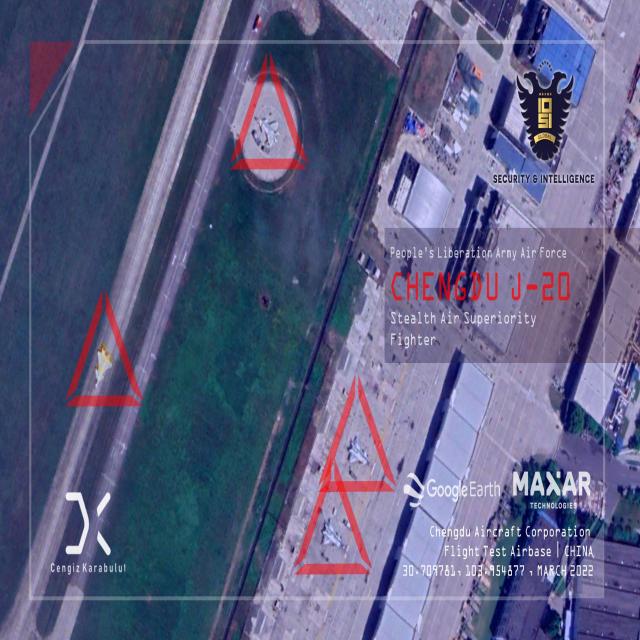 SECURITY & INTELLIGENCE
People's Liberation Army Air Force
CHENGDU J-20
Stealth Air Superiority
Fighter
Google Earth
MAXAR
TECHNOLOGIES
Chengdu Aircraft Corporation
Flight Test Airbase | CHINA
30.709781, 103.954877 , MARCH 2022
Cengiz Karabulut